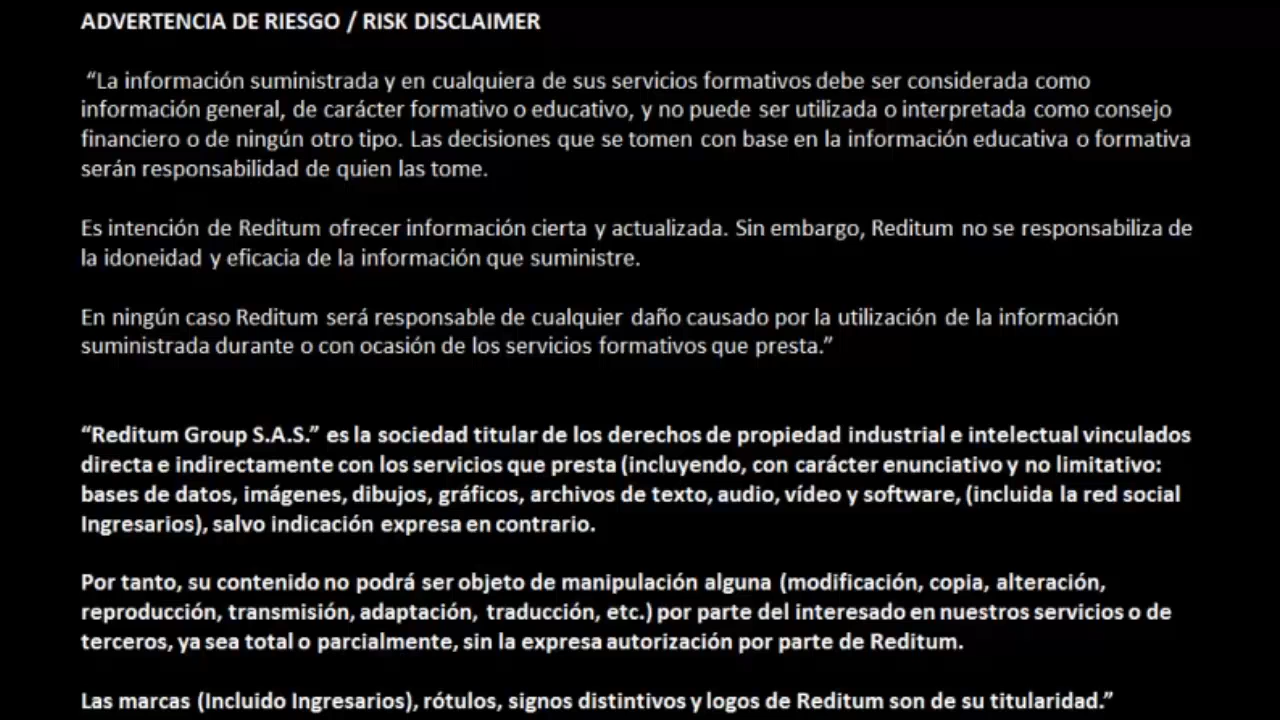 ADVERTENCIA DE RIESGO / RISK DISCLAIMER
“La información suministrada y en cualquiera de sus servicios formativos debe ser considerada como
información general, de carácter formativo o educativo, y no puede ser utilizada o interpretada como consejo
financiero o de ningún otro tipo. Las decisiones que se tomen con base en la información educativa o formativa
serán responsabilidad de quien las tome.
Es intención de Reditum ofrecer información cierta y actualizada. Sin embargo, Reditum no se responsabiliza de
la idoneidad y eficacia de la información que suministre.
En ningún caso Reditum será responsable de cualquier daño causado por la utilización de la información
suministrada durante o con ocasión de los servicios formativos que presta.”
“Reditum Group S.A.S.” es la sociedad titular de los derechos de propiedad industrial e intelectual vinculados
directa e indirectamente con los servicios que presta (incluyendo, con carácter enunciativo y no limitativo:
bases de datos, imágenes, dibujos, gráficos, archivos de texto, audio, vídeo y software, (incluida la red social
Ingresarios), salvo indicación expresa en contrario.
Por tanto, su contenido no podrá ser objeto de manipulación alguna (modificación, copia, alteración,
reproducción, transmisión, adaptación, traducción, etc.) por parte del interesado en nuestros servicios o de
terceros, ya sea total o parcialmente, sin la expresa autorización por parte de Reditum.
Las marcas (Incluido Ingresarios), rótulos, signos distintivos y logos de Reditum son de su titularidad.”